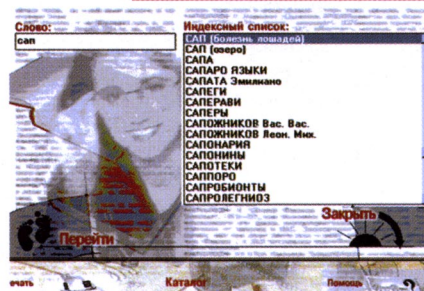 Слово:
Индексный список:
сап
САП (болезнь лошадей)
САП (озеро)
САПА
САПАРО ЯЗЫКИ
САПАТА Эмилиано
САПЕГИ
САПЕРАВИ
САПЕРЫ
САПОЖНИКОВ Вас. Вас.
САПОЖНИКОВ Леон. Мих.
САПОНАРИЯ
САПОНИНЫ
САПОТЕКИ
САППОРО
САПРОБИОНТЫ
САПРОЛЕГНИОЗ
Закрыть
Перейти
ечать
Каталог
Помощь
?